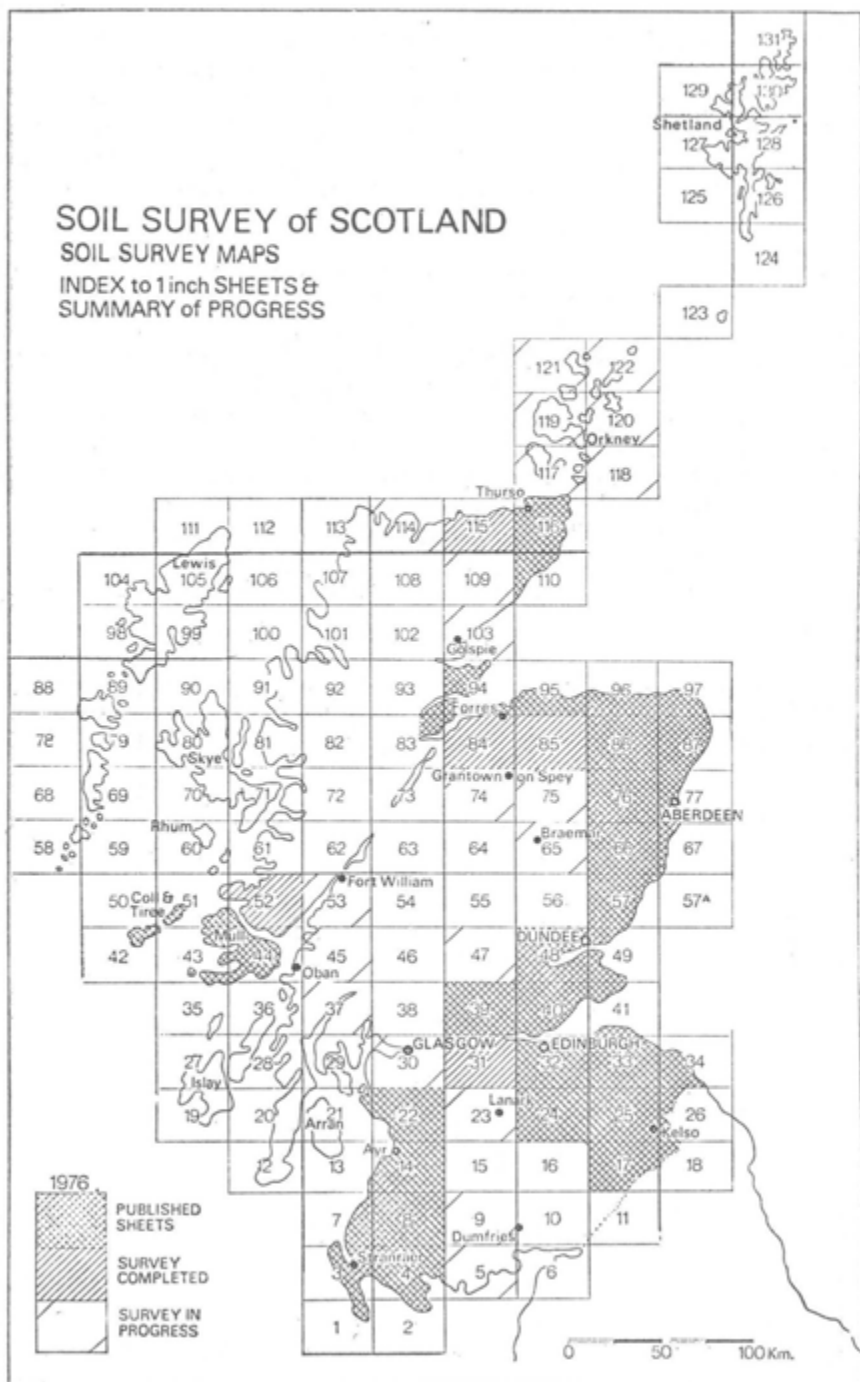 131
129 130
Shetland
127 128
125 126
124
123
SOIL SURVEY of SCOTLAND
SOIL SURVEY MAPS
INDEX to 1 inch SHEETS &
SUMMARY of PROGRESS
121 122
119 120
Orkney
117 118
Thurso
111 112 113 114 115 116
Lewis
104 105 106 107 108 109 110
98 99 100 101 102 103
Golspie
88 89 90 91 92 93 94 95 96 97
Forres
72 79 80 81 82 83 84 85 86 87
Skye
Grantown on Spey
68 69 70 71 72 73 74 75 76 77
ABERDEEN
Rhum
Braemar
58 59 60 61 62 63 64 65 66 67
Fort William
Coll &
Tiree
50 51 52 53 54 55 56 57 57A
Mull
DUNDEE
42 43 44 45 46 47 48 49
Oban
35 36 37 38 39 40 41
GLASGOW
EDINBURGH
27 28 29 30 31 32 33 34
Islay
Lanark
19 20 21 22 23 24 25 26
Arran
Kelso
Ayr
12 13 14 15 16 17 18
1976
PUBLISHED
SHEETS
7 8 9 10 11
Dumfries
Stranraer
SURVEY
COMPLETED
3 4 5 6
SURVEY IN
PROGRESS
1 2
0 50 100 Km.